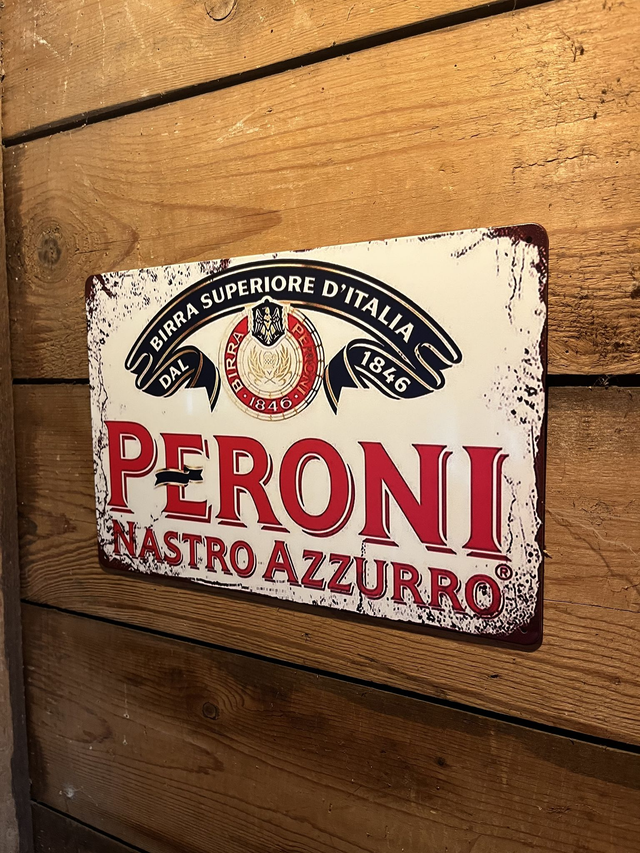 BIRRA SUPERIORE D'ITALIA
DAL 1846
BIRRA PERONI
· 1846 ·
PERONI
NASTRO AZZURRO®